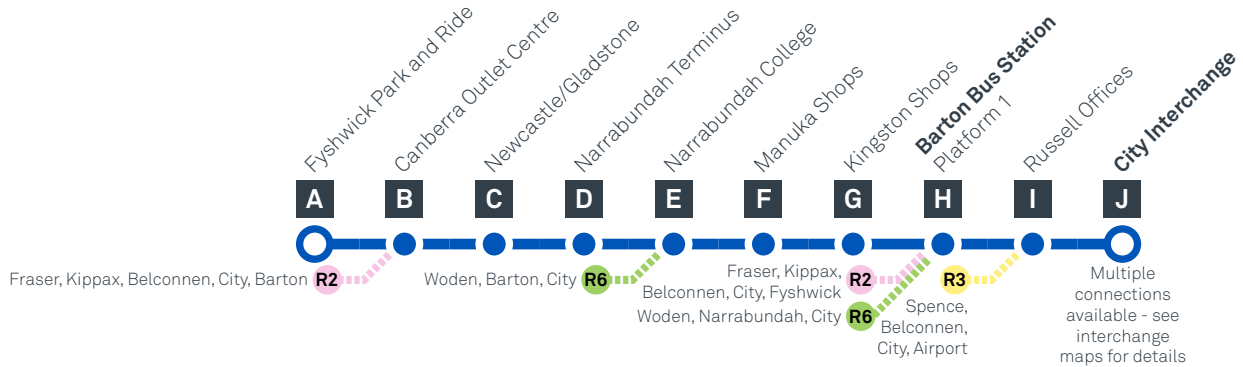 Fyshwick Park and Ride
Canberra Outlet Centre
Newcastle/Gladstone
Narrabundah Terminus
Narrabundah College
Manuka Shops
Kingston Shops
Barton Bus Station
Platform 1
Russell Offices
City Interchange
A
B
C
D
E
F
G
H
I
J
Fraser, Kippax, Belconnen, City, Barton
R2
Woden, Barton, City
R6
Fraser, Kippax,
Belconnen, City, Fyshwick
R2
Woden, Narrabundah, City
R6
R3
Spence,
Belconnen,
City, Airport
Multiple
connections
available - see
interchange
maps for details